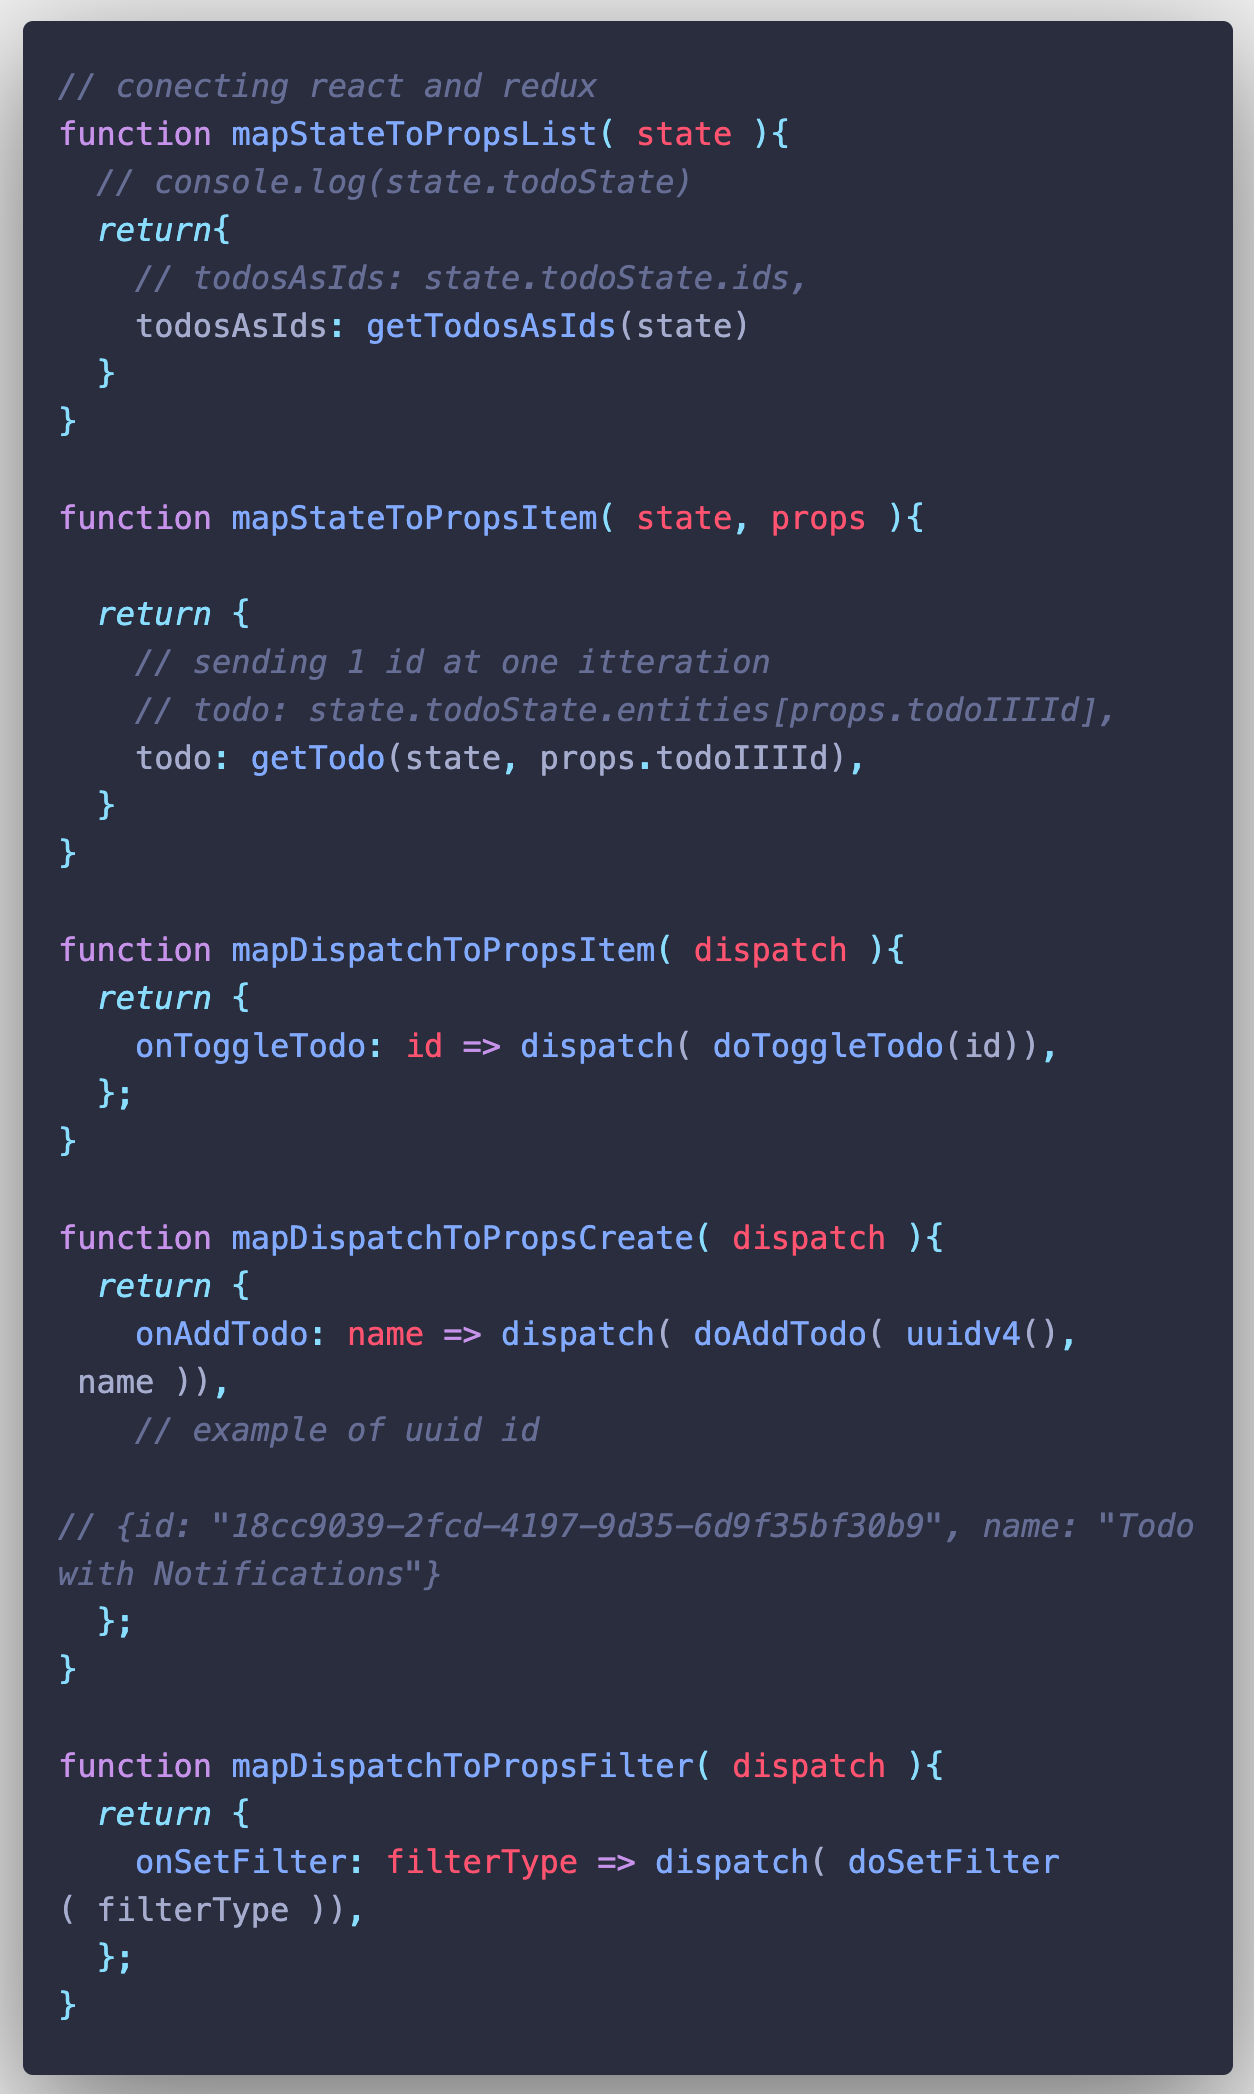 // conecting react and redux
function mapStateToPropsList( state ){
  // console.log(state.todoState)
  return{
    // todosAsIds: state.todoState.ids,
    todosAsIds: getTodosAsIds(state)
  }
}

function mapStateToPropsItem( state, props ){

  return {
    // sending 1 id at one itteration
    // todo: state.todoState.entities[props.todoIIIId],
    todo: getTodo(state, props.todoIIIId),
  }
}

function mapDispatchToPropsItem( dispatch ){
  return {
    onToggleTodo: id => dispatch( doToggleTodo(id)),
  };
}

function mapDispatchToPropsCreate( dispatch ){
  return {
    onAddTodo: name => dispatch( doAddTodo( uuidv4(),
 name )),
    // example of uuid id

// {id: "18cc9039-2fcd-4197-9d35-6d9f35bf30b9", name: "Todo
with Notifications"}
  };
}

function mapDispatchToPropsFilter( dispatch ){
  return {
    onSetFilter: filterType => dispatch( doSetFilter
( filterType )),
  };
}